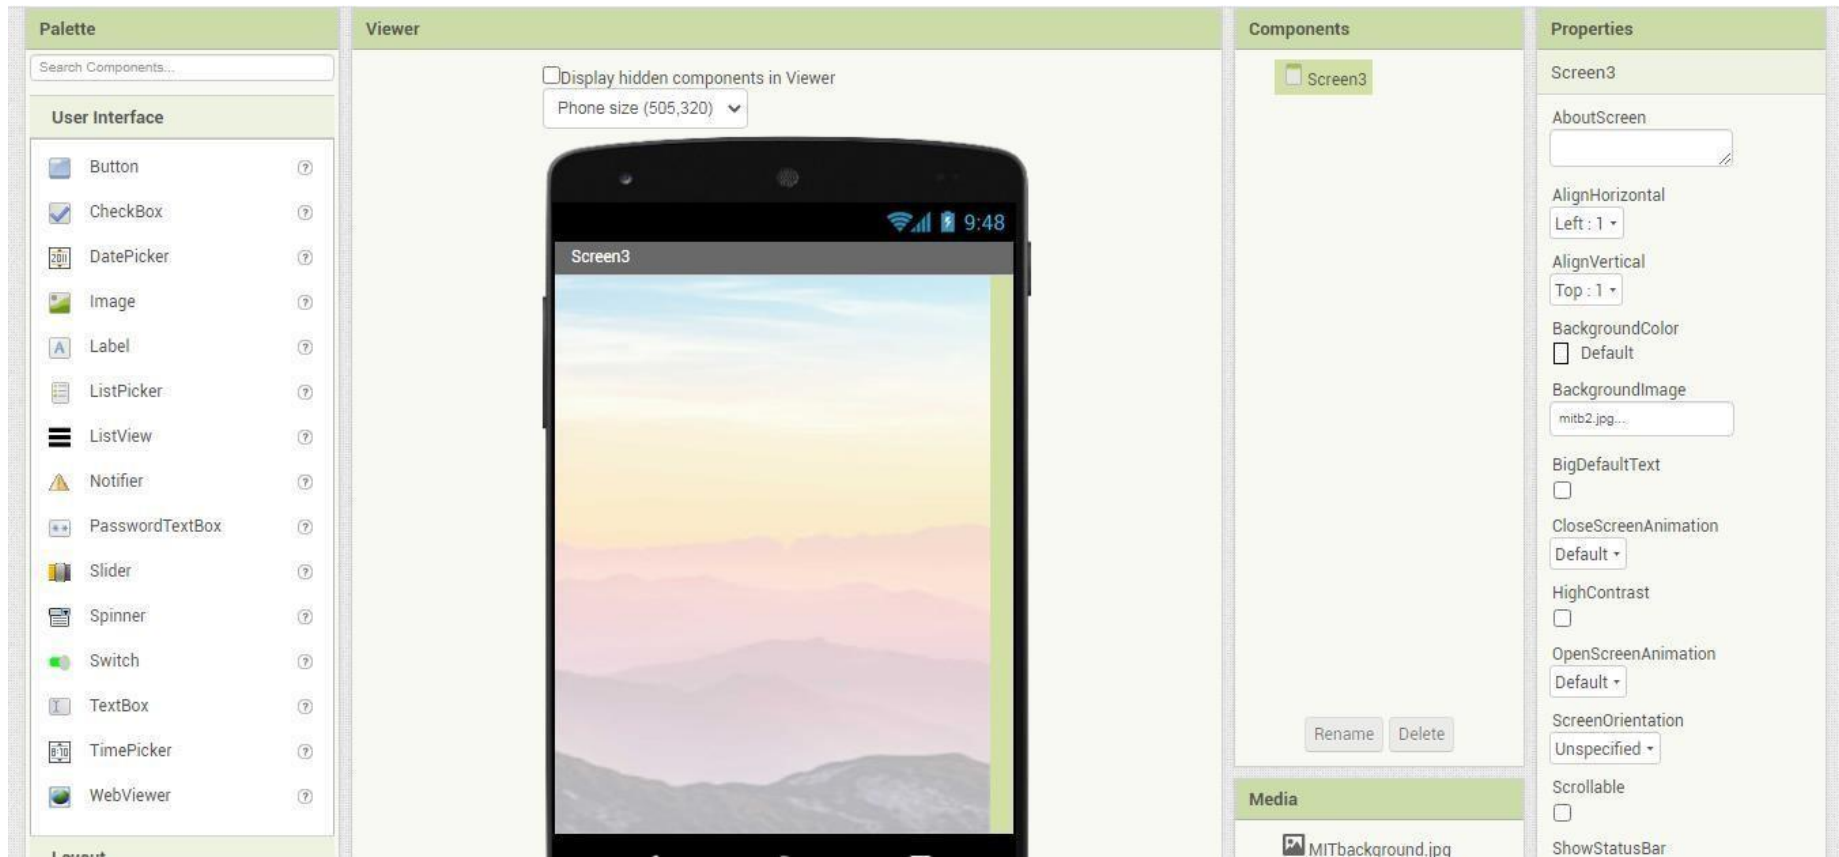 Palette
Search Components...
User Interface
Button
CheckBox
DatePicker
Image
Label
ListPicker
ListView
Notifier
PasswordTextBox
Slider
Spinner
Switch
TextBox
TimePicker
WebViewer
Layout
Viewer
Display hidden components in Viewer
Phone size (505,320)
9:48
Screen3
Components
Screen3
Rename Delete
Media
MITbackground.jpg
Properties
Screen3
AboutScreen
AlignHorizontal
Left : 1
AlignVertical
Top : 1
BackgroundColor
Default
BackgroundImage
mitb2.jpg...
BigDefaultText
CloseScreenAnimation
Default
HighContrast
OpenScreenAnimation
Default
ScreenOrientation
Unspecified
Scrollable
ShowStatusBar